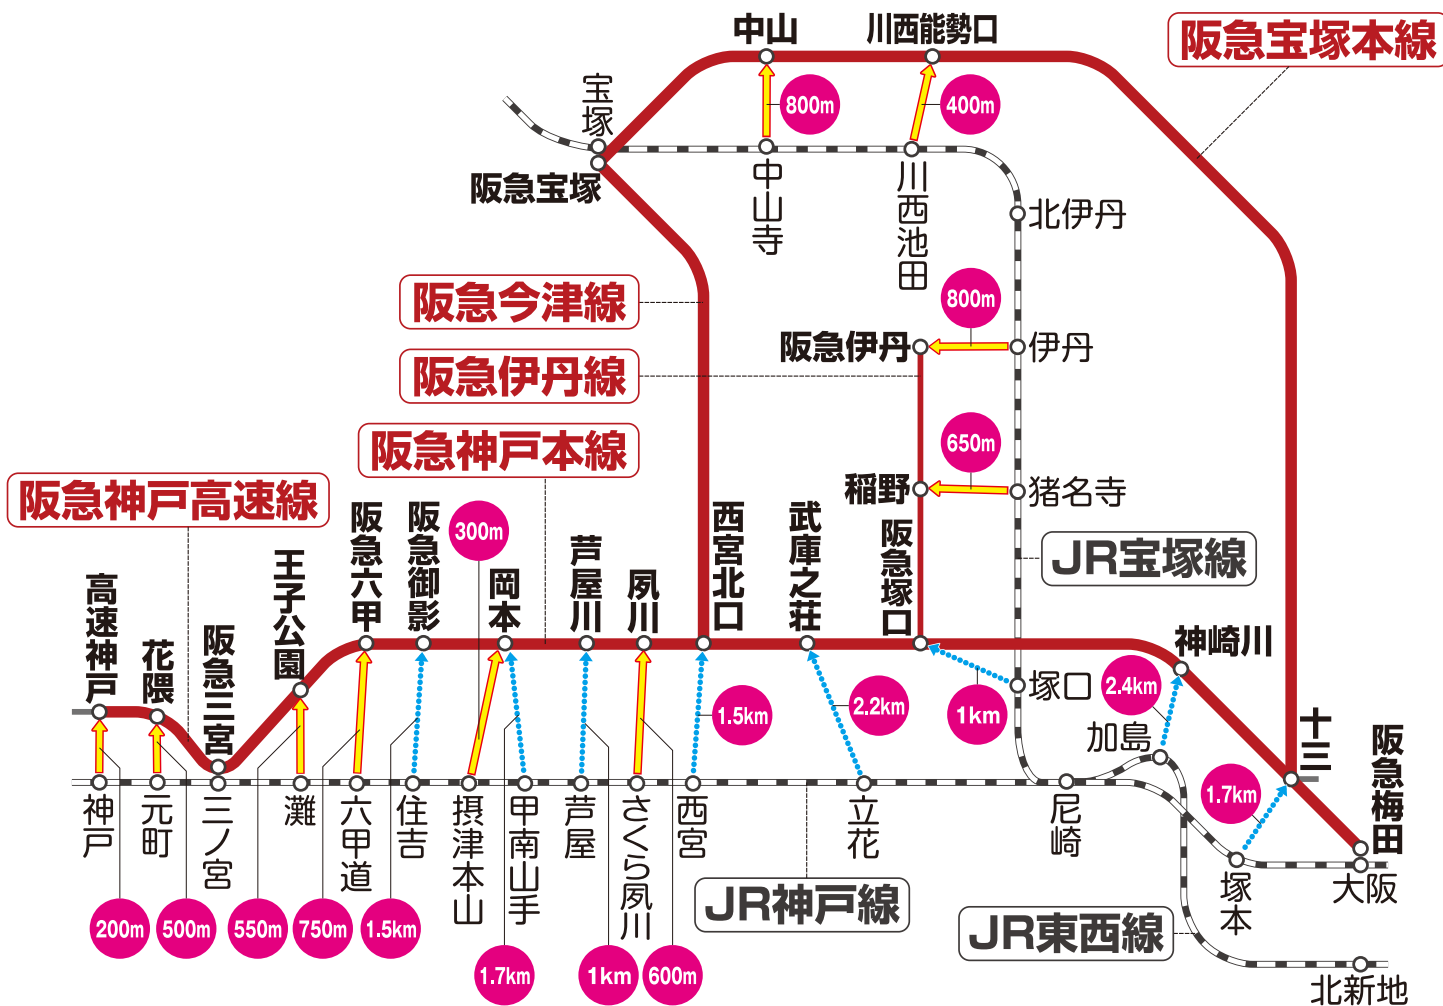 中山
川西能勢口
阪急宝塚本線
宝塚
800m
400m
阪急宝塚
中山寺
川西池田
北伊丹
阪急今津線
800m
阪急伊丹
伊丹
阪急伊丹線
阪急神戸本線
650m
稲野
猪名寺
阪急神戸高速線
JR宝塚線
高速神戸
花隈
阪急三宮
王子公園
阪急六甲
阪急御影
300m
岡本
芦屋川
夙川
西宮北口
武庫之荘
阪急塚口
神崎川
塚口
1.5km
2.2km
1km
2.4km
加島
十三
阪急梅田
1.7km
神戸
元町
三ノ宮
灘
六甲道
住吉
摂津本山
甲南山手
芦屋
さくら夙川
西宮
立花
尼崎
塚本
大阪
JR神戸線
JR東西線
200m
500m
550m
750m
1.5km
1.7km
1km
600m
北新地